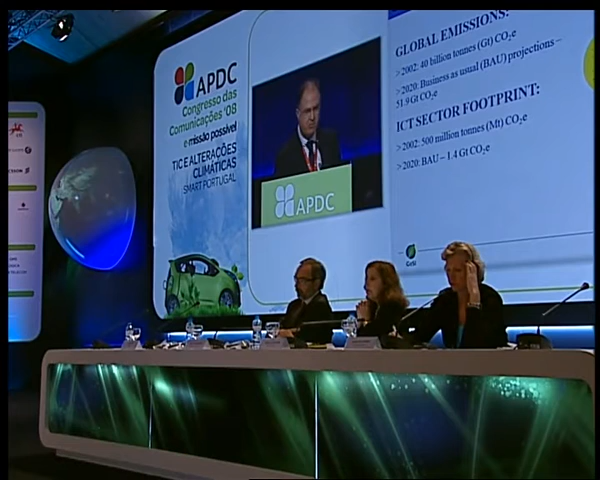 APDC
Congresso das
Comunicações '08
e-missão possível
TIC E ALTERAÇÕES
CLIMÁTICAS
SMART PORTUGAL
APDC
GLOBAL EMISSIONS:
>2002: 40 billion tonnes (Gt) CO2e
>2020: Business as usual (BAU) projections –
51.9 Gt CO2e
ICT SECTOR FOOTPRINT:
>2002: 500 million tonnes (Mt) CO2e
>2020: BAU – 1.4 Gt CO2e